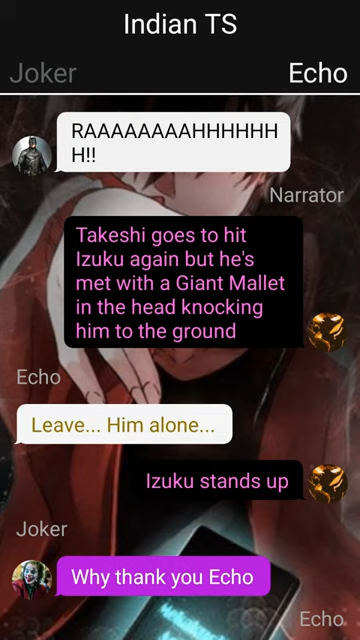 Indian TS
Joker
Echo
RAAAAAAAAHHHHHH
H!!
Narrator
Takeshi goes to hit
Izuku again but he's
met with a Giant Mallet
in the head knocking
him to the ground
Echo
Leave... Him alone...
Izuku stands up
Joker
Why thank you Echo
Echo